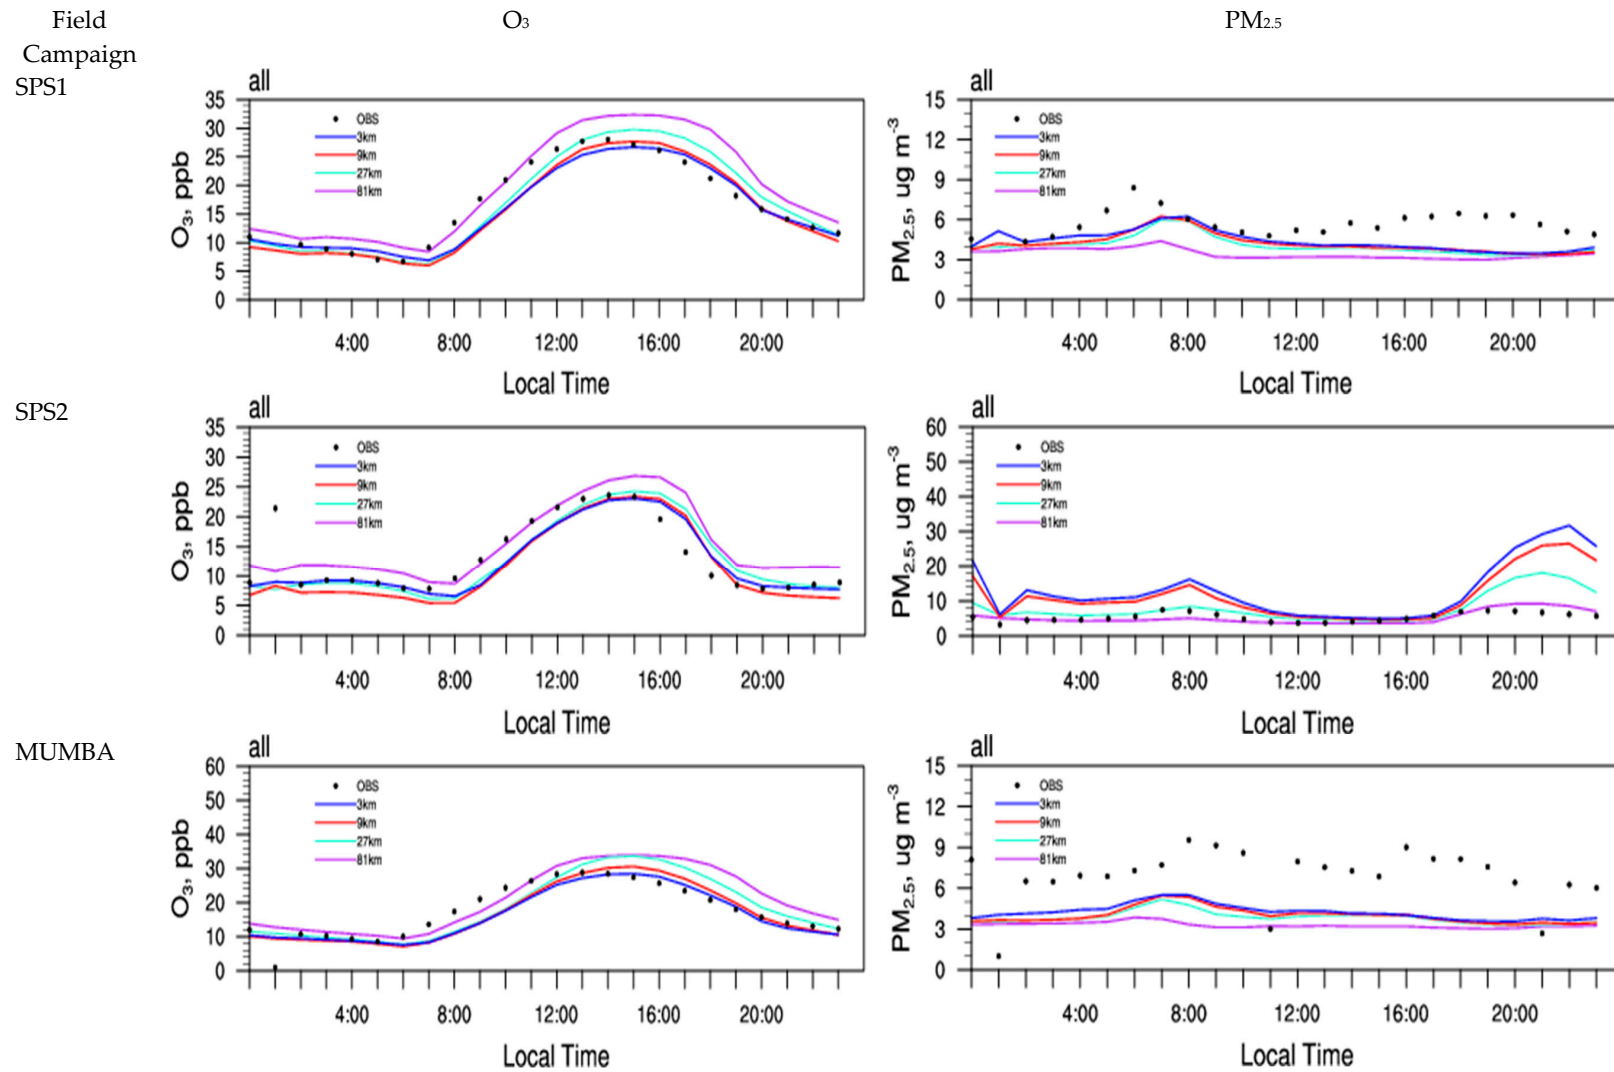 Field
Campaign
O₃
PM₂.₅
SPS1
all
35
30
25
20
15
10
5
0
O₃, ppb
OBS
3km
9km
27km
81km
4:00
8:00
12:00
16:00
20:00
Local Time
all
15
12
9
6
3
0
PM₂.₅, ug m⁻³
OBS
3km
9km
27km
81km
4:00
8:00
12:00
16:00
20:00
Local Time
SPS2
all
35
30
25
20
15
10
5
0
O₃, ppb
OBS
3km
9km
27km
81km
4:00
8:00
12:00
16:00
20:00
Local Time
all
60
50
40
30
20
10
0
PM₂.₅, ug m⁻³
OBS
3km
9km
27km
81km
4:00
8:00
12:00
16:00
20:00
Local Time
MUMBA
all
60
50
40
30
20
10
0
O₃, ppb
OBS
3km
9km
27km
81km
4:00
8:00
12:00
16:00
20:00
Local Time
all
15
12
9
6
3
0
PM₂.₅, ug m⁻³
OBS
3km
9km
27km
81km
4:00
8:00
12:00
16:00
20:00
Local Time